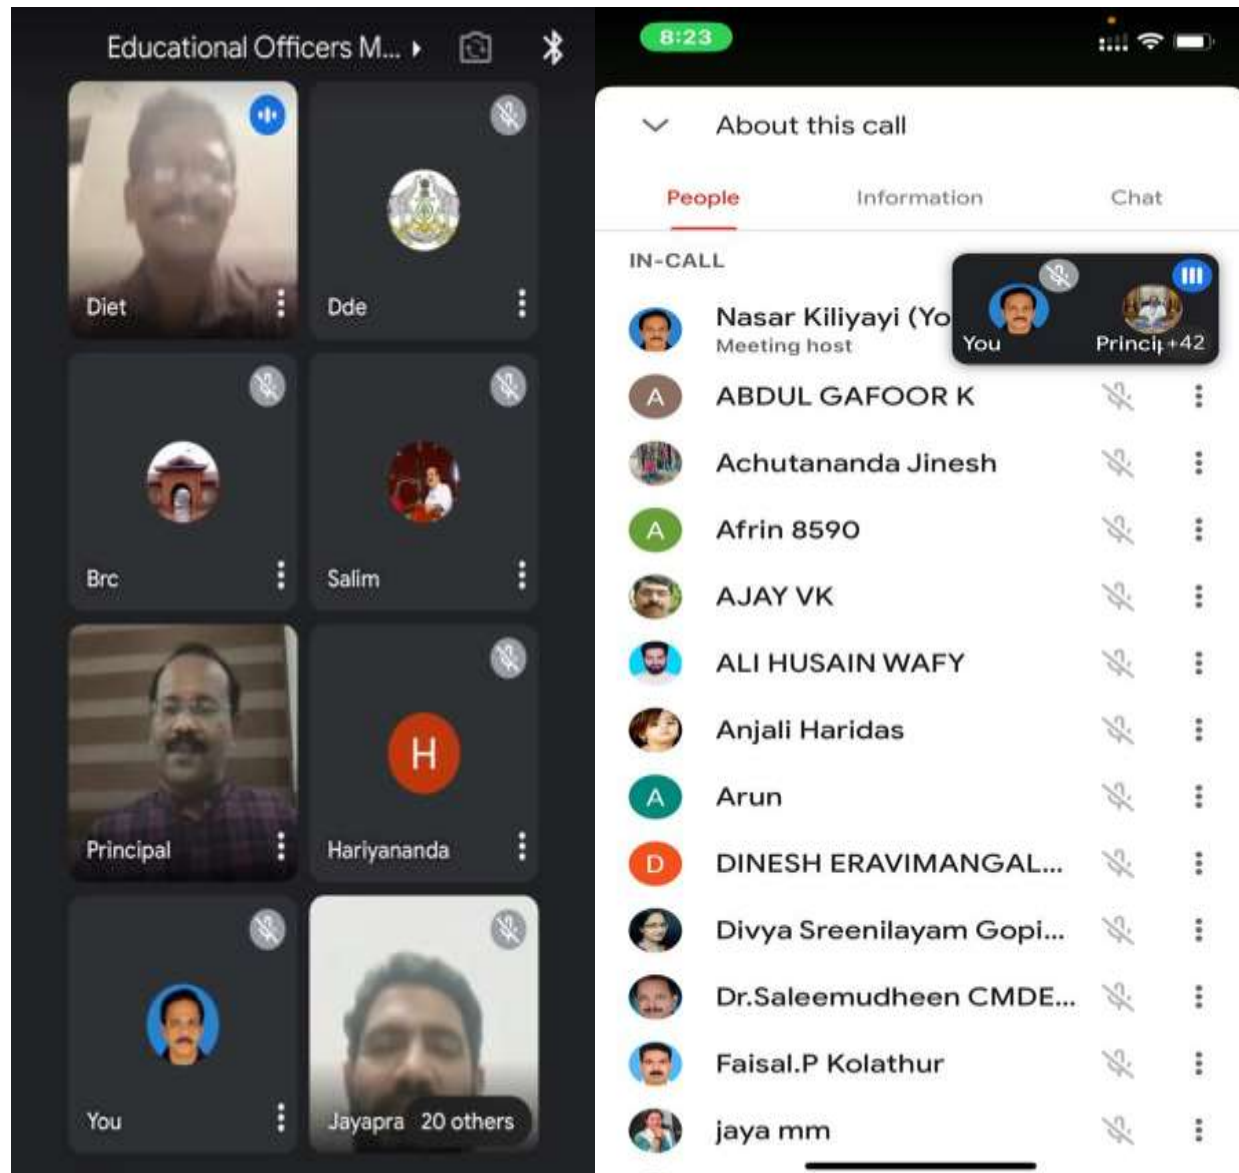 Educational Officers M...
Diet
Dde
Brc
Salim
Principal
H
Hariyananda
You
Jayapra 20 others
8:23
About this call
People Information Chat
IN-CALL
Nasar Kiliyayi (Yo
Meeting host
You Princip +42
A ABDUL GAFOOR K
Achutananda Jinesh
A Afrin 8590
AJAY VK
ALI HUSAIN WAFY
Anjali Haridas
A Arun
D DINESH ERAVIMANGAL...
Divya Sreenilayam Gopi...
Dr.Saleemudheen CMDE...
Faisal.P Kolathur
jaya mm